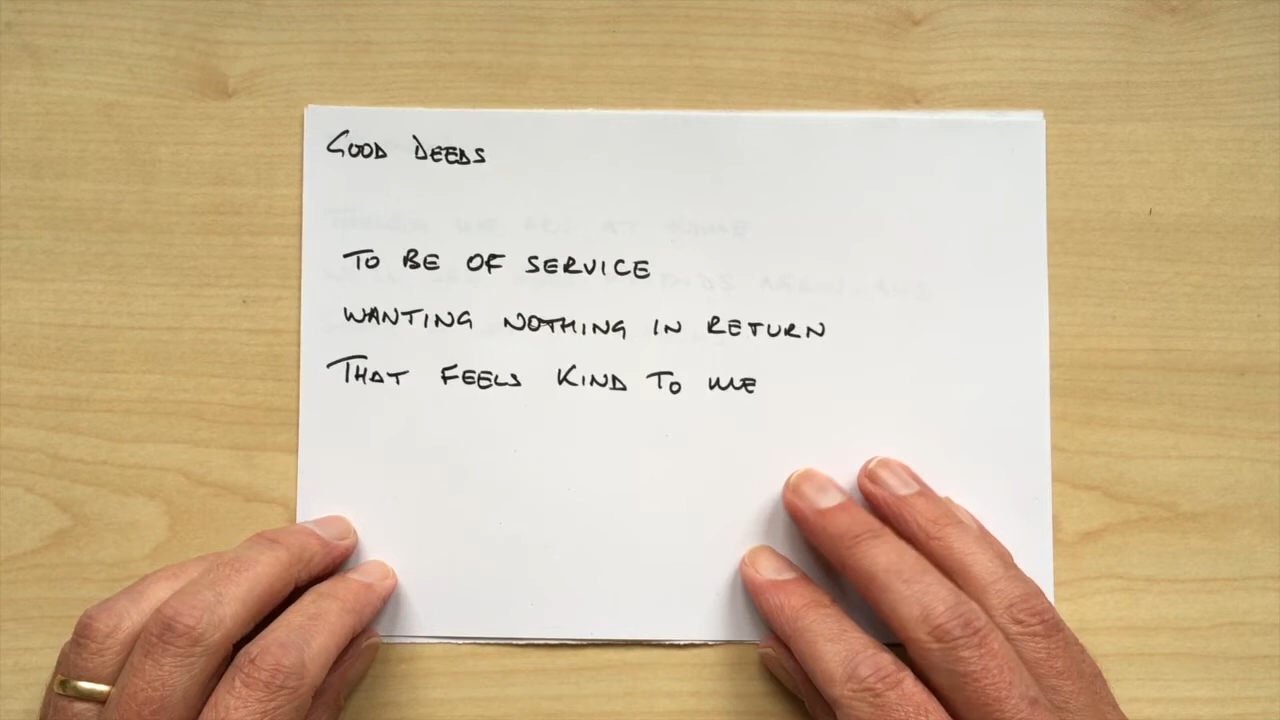 GOOD DEEDS
TO BE OF SERVICE
WANTING NOTHING IN RETURN
THAT FEELS KIND TO ME